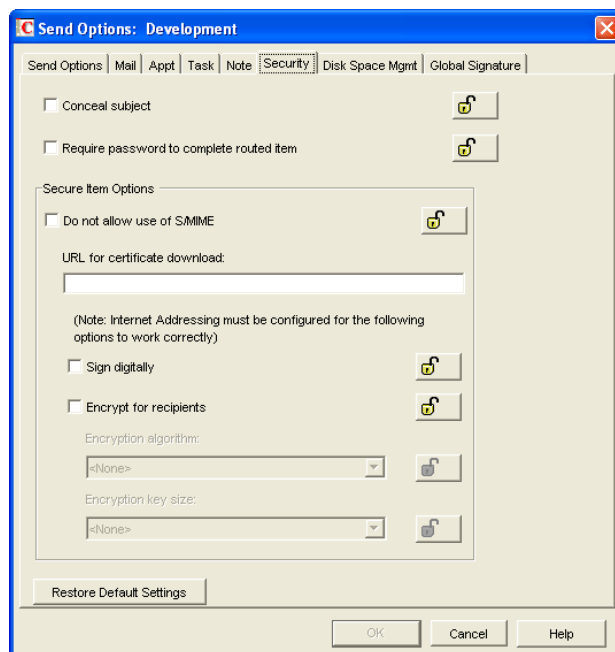 Send Options: Development
Send Options Mail Appt Task Note Security Disk Space Mgmt Global Signature
Conceal subject
Require password to complete routed item
Secure Item Options
Do not allow use of S/MIME
URL for certificate download:
(Note: Internet Addressing must be configured for the following
options to work correctly)
Sign digitally
Encrypt for recipients
Encryption algorithm:
<None>
Encryption key size:
<None>
Restore Default Settings
OK Cancel Help